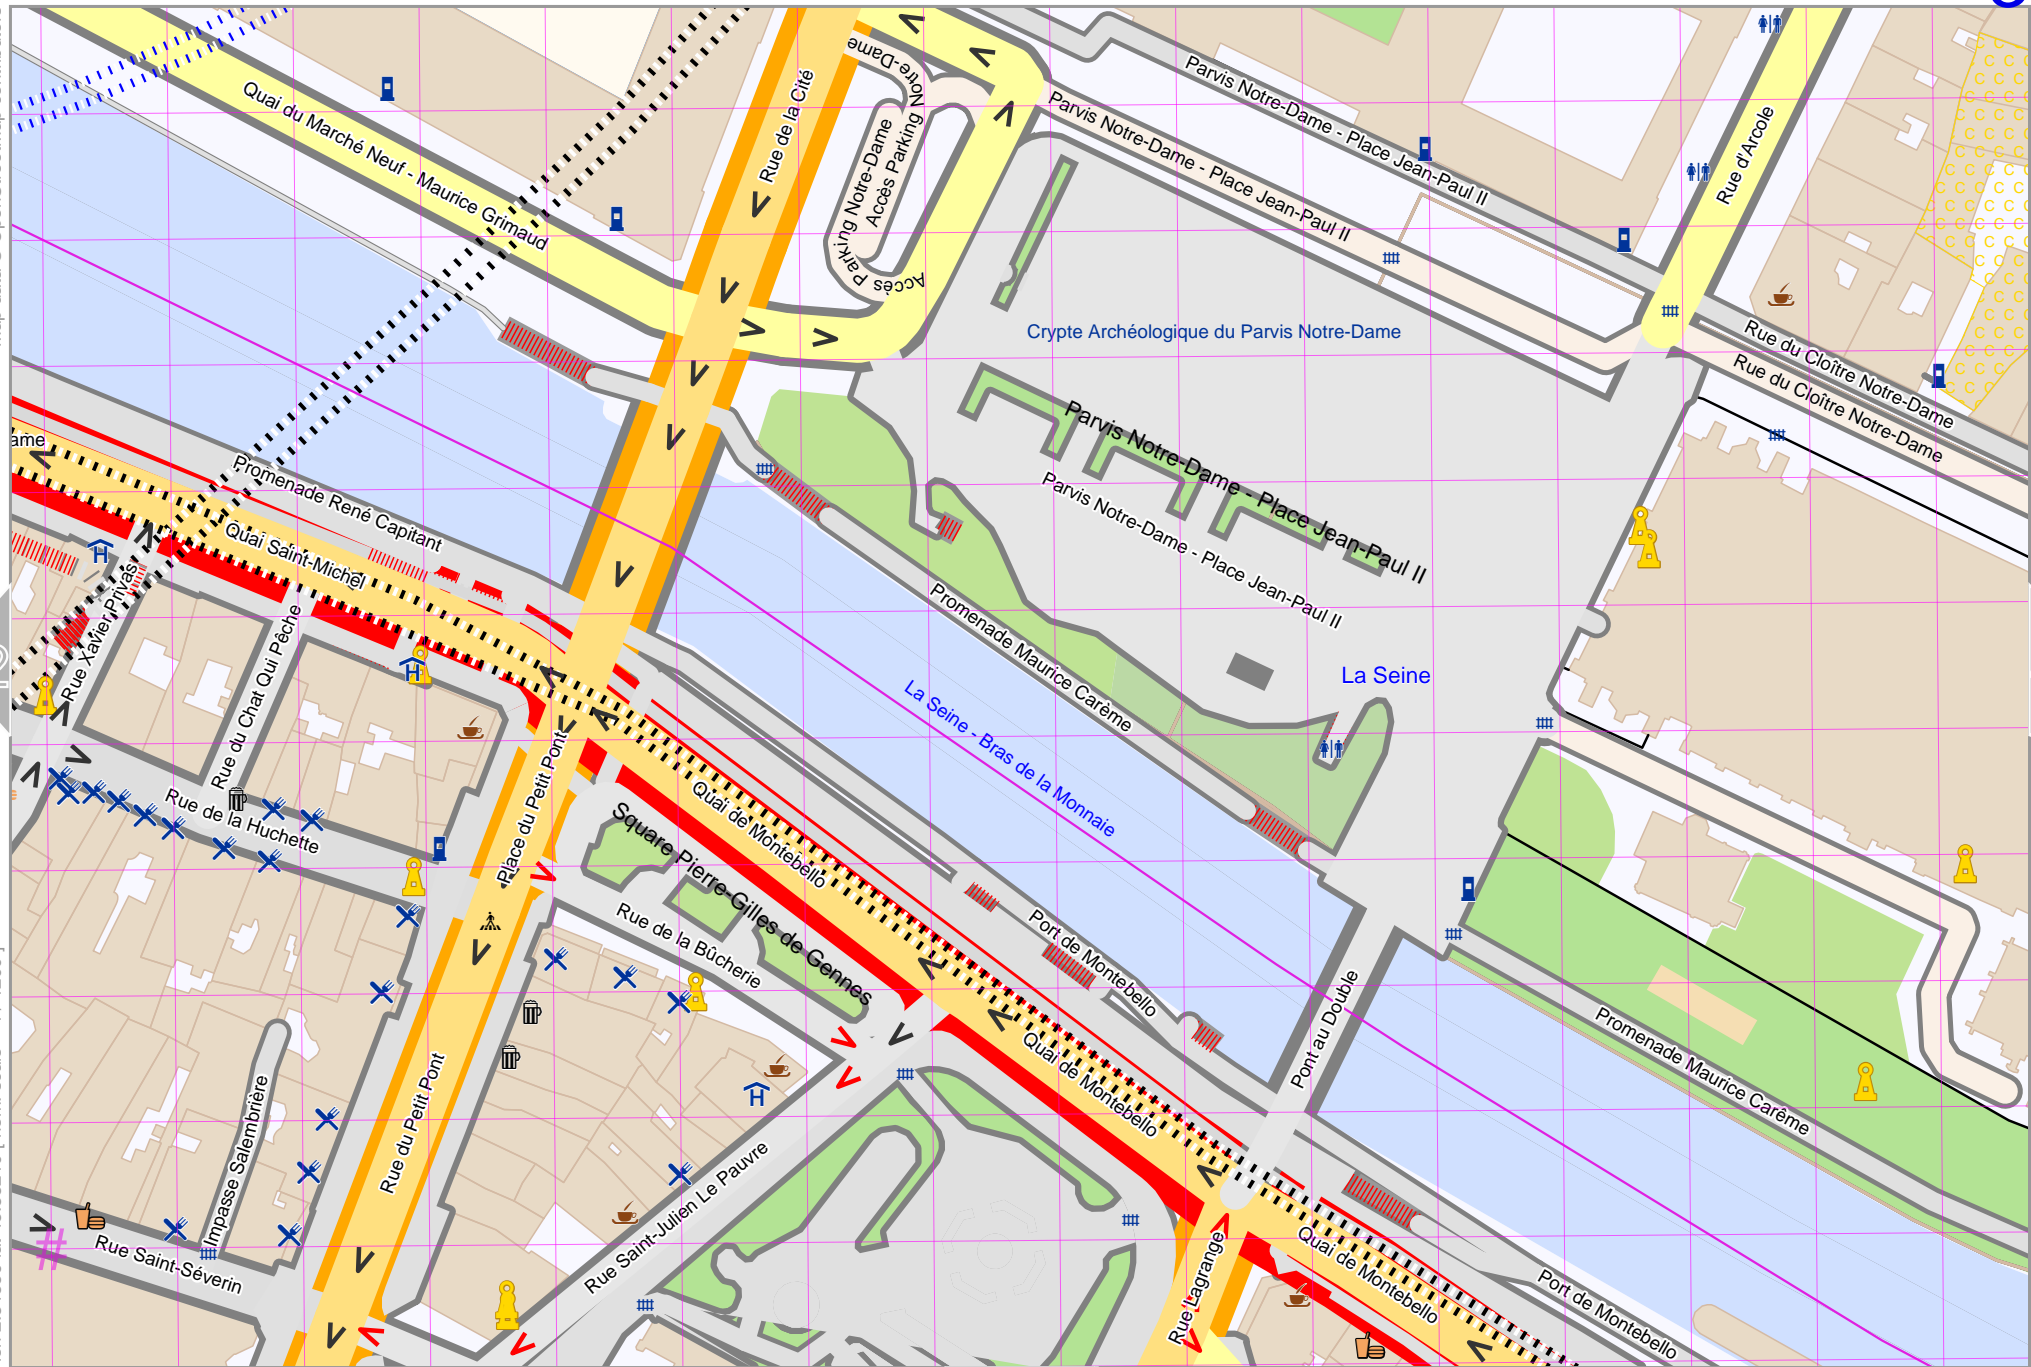 Parvis Notre-Dame - Place Jean-Paul II
Quai du Marché Neuf - Maurice Grimaud
Rue de la Cité
Notre-Dame
Accès Parking Notre-Dame
Accès Parking Notre-Dame
Parvis Notre-Dame - Place Jean-Paul II
Rue d'Arcole
Crypte Archéologique du Parvis Notre-Dame
Rue du Cloître Notre-Dame
Rue du Cloître Notre-Dame
Parvis Notre-Dame - Place Jean-Paul II
Parvis Notre-Dame - Place Jean-Paul II
ame
Promenade René Capitant
Quai Saint-Michel
Rue Xavier Privas
Rue du Chat Qui Pêche
Promenade Maurice Carême
La Seine
La Seine - Bras de la Monnaie
Rue de la Huchette
Place du Petit Pont
Quai de Montebello
Square Pierre-Gilles de Gennes
Rue de la Bûcherie
Port de Montebello
Pont au Double
Promenade Maurice Carême
Quai de Montebello
Rue du Petit Pont
Impasse Salembrière
Rue Saint-Séverin
Rue Saint-Julien Le Pauvre
Rue Lagrange
Quai de Montebello
Port de Montebello